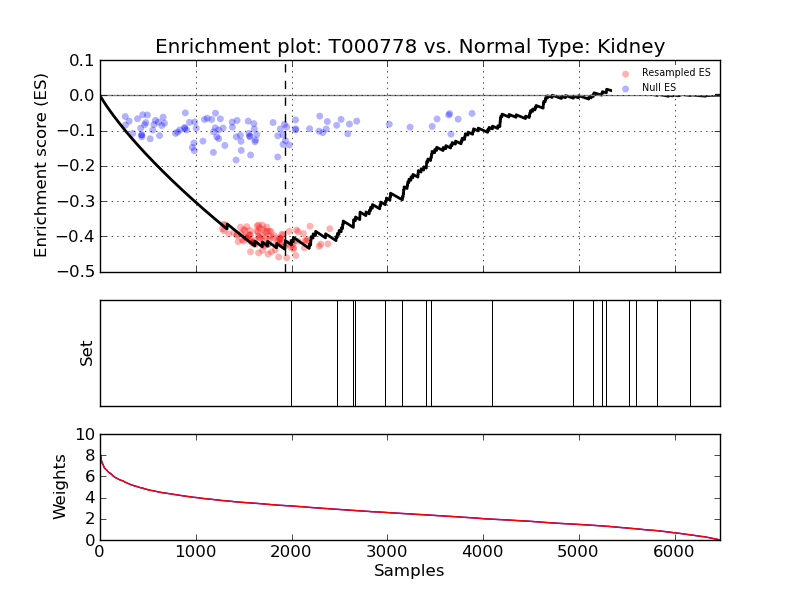 Enrichment plot: T000778 vs. Normal Type: Kidney
Enrichment score (ES)
0.1
0.0
−0.1
−0.2
−0.3
−0.4
−0.5
Resampled ES
Null ES
Set
Weights
10
8
6
4
2
0
0 1000 2000 3000 4000 5000 6000
Samples